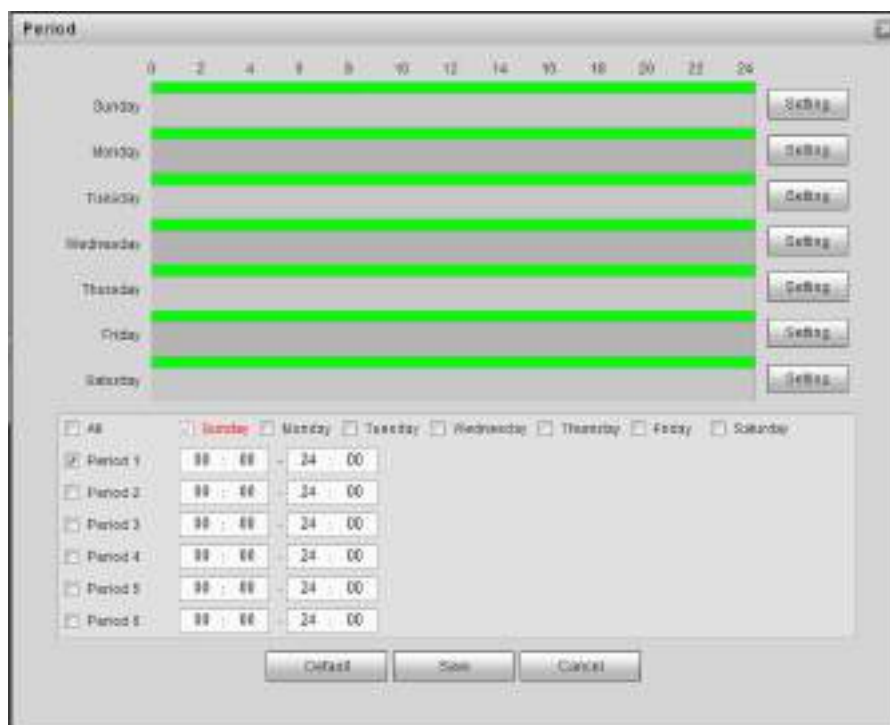 Period
0 2 4 6 8 10 12 14 16 18 20 22 24
Sunday Setting
Monday Setting
Tuesday Setting
Wednesday Setting
Thursday Setting
Friday Setting
Saturday Setting
All Sunday Monday Tuesday Wednesday Thursday Friday Saturday
Period 1 00 : 00 - 24 : 00
Period 2 00 : 00 - 24 : 00
Period 3 00 : 00 - 24 : 00
Period 4 00 : 00 - 24 : 00
Period 5 00 : 00 - 24 : 00
Period 6 00 : 00 - 24 : 00
Default Save Cancel